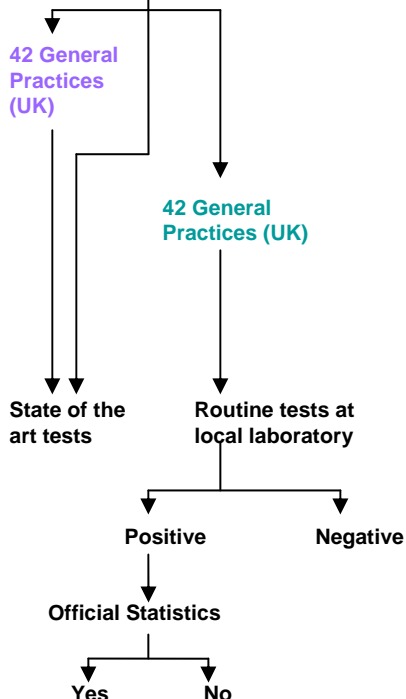 42 General
Practices
(UK)
42 General
Practices (UK)
State of the
art tests
Routine tests at
local laboratory
Positive
Negative
Official Statistics
Yes
No